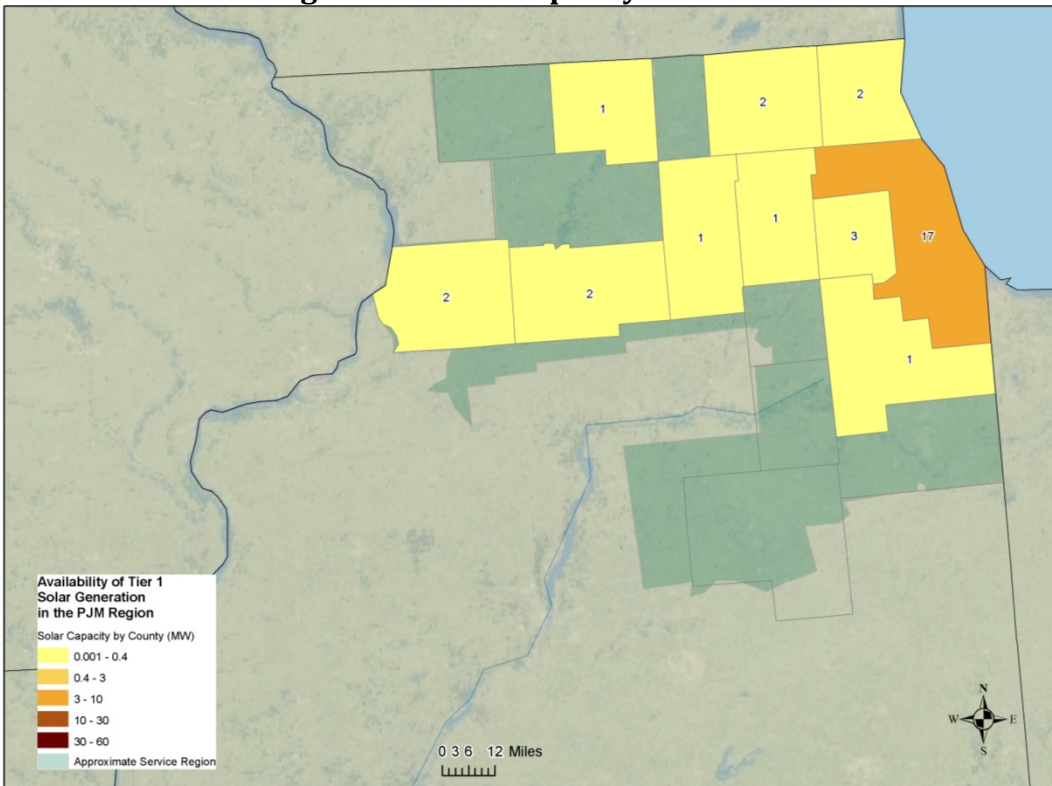 1
2
2
1
1
3
17
2
2
1
Availability of Tier 1
Solar Generation
in the PJM Region
Solar Capacity by County (MW)
0.001 - 0.4
0.4 - 3
3 - 10
10 - 30
30 - 60
Approximate Service Region
0 3 6 12 Miles
N
W E
S